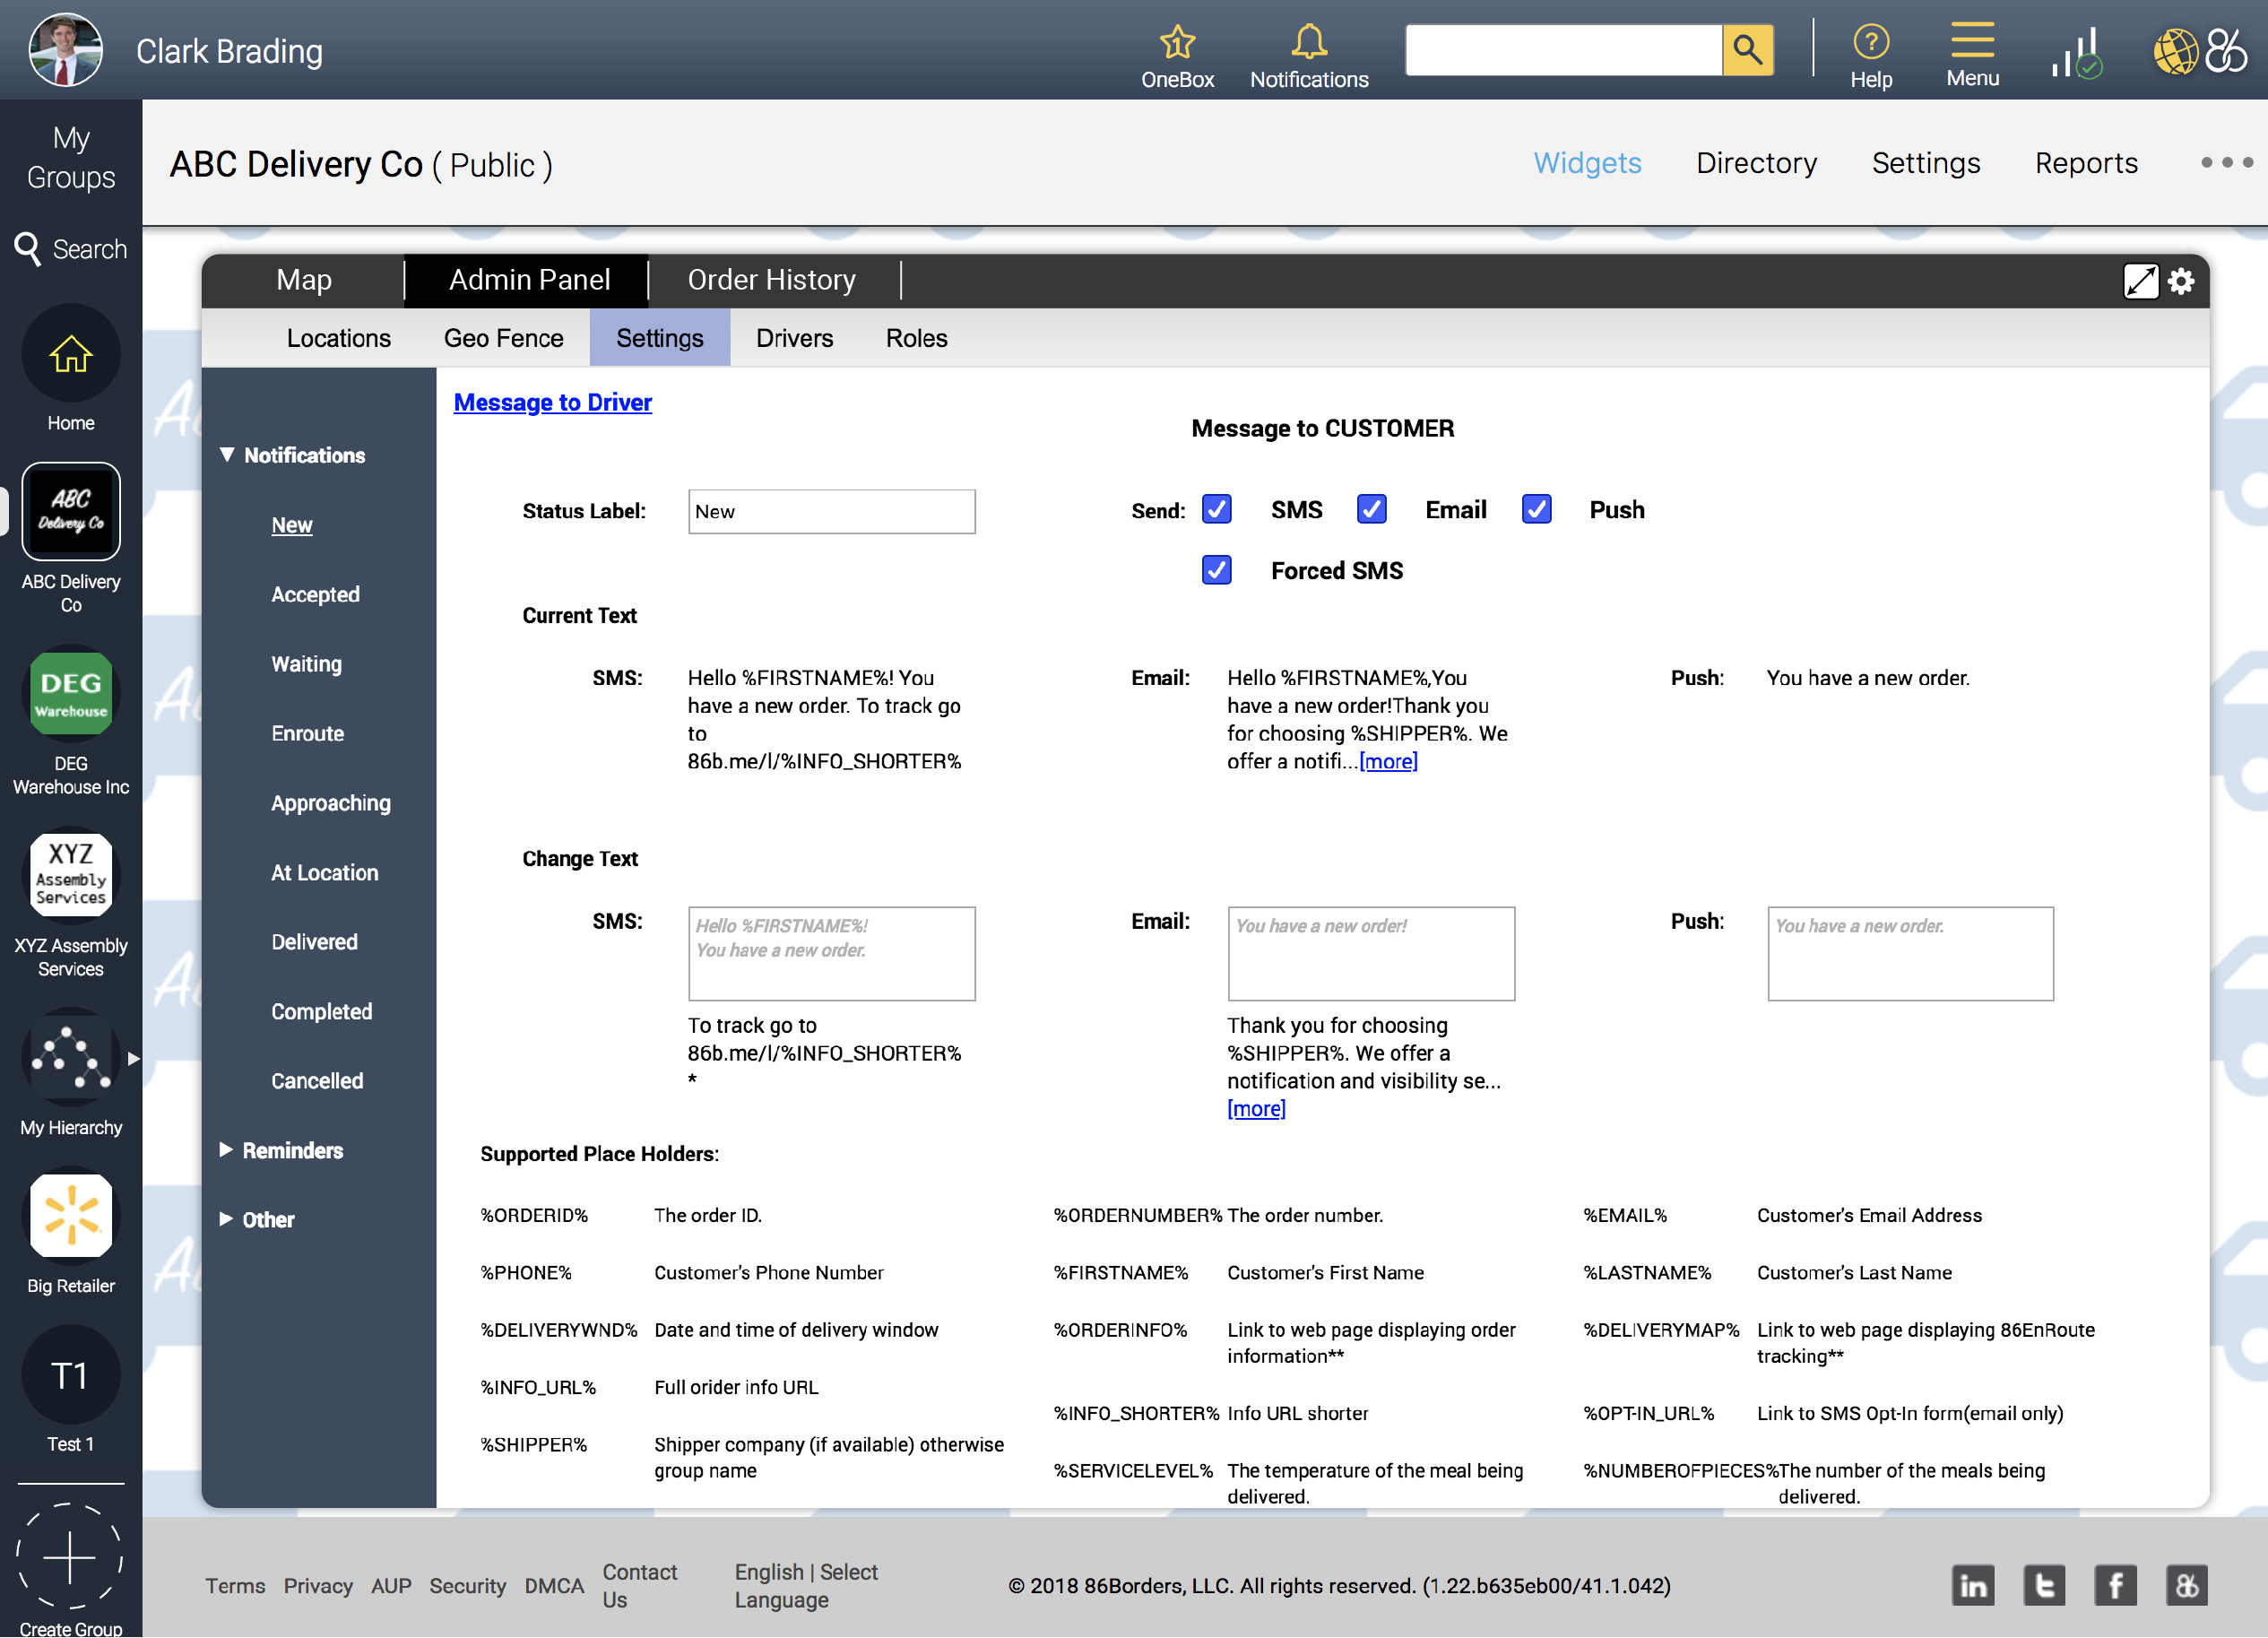 Clark Brading
OneBox
Notifications
Help
Menu
86
My
Groups
Search
Home
ABC
Delivery Co
ABC Delivery
Co
DEG
Warehouse
DEG
Warehouse Inc
XYZ
Assembly
Services
XYZ Assembly
Services
My Hierarchy
Big Retailer
T1
Test 1
Create Group
ABC Delivery Co ( Public )
Widgets
Directory
Settings
Reports
Map
Admin Panel
Order History
Locations
Geo Fence
Settings
Drivers
Roles
▼ Notifications
New
Accepted
Waiting
Enroute
Approaching
At Location
Delivered
Completed
Cancelled
▶ Reminders
▶ Other
Message to Driver
Message to CUSTOMER
Status Label: New
Send: SMS Email Push
Forced SMS
Current Text
SMS:
Hello %FIRSTNAME%! You
have a new order. To track go
to
86b.me/l/%INFO_SHORTER%
Email:
Hello %FIRSTNAME%,You
have a new order!Thank you
for choosing %SHIPPER%. We
offer a notifi...[more]
Push:
You have a new order.
Change Text
SMS:
Hello %FIRSTNAME%!
You have a new order.
To track go to
86b.me/l/%INFO_SHORTER%
*
Email:
You have a new order!
Thank you for choosing
%SHIPPER%. We offer a
notification and visibility se...
[more]
Push:
You have a new order.
Supported Place Holders:
%ORDERID% The order ID.
%PHONE% Customer's Phone Number
%DELIVERYWND% Date and time of delivery window
%INFO_URL% Full orider info URL
%SHIPPER% Shipper company (if available) otherwise
group name
%ORDERNUMBER% The order number.
%FIRSTNAME% Customer's First Name
%ORDERINFO% Link to web page displaying order
information**
%INFO_SHORTER% Info URL shorter
%SERVICELEVEL% The temperature of the meal being
delivered.
%EMAIL% Customer's Email Address
%LASTNAME% Customer's Last Name
%DELIVERYMAP% Link to web page displaying 86EnRoute
tracking**
%OPT-IN_URL% Link to SMS Opt-In form(email only)
%NUMBEROFPIECES%The number of the meals being
delivered.
Terms Privacy AUP Security DMCA
Contact
Us
English | Select
Language
© 2018 86Borders, LLC. All rights reserved. (1.22.b635eb00/41.1.042)